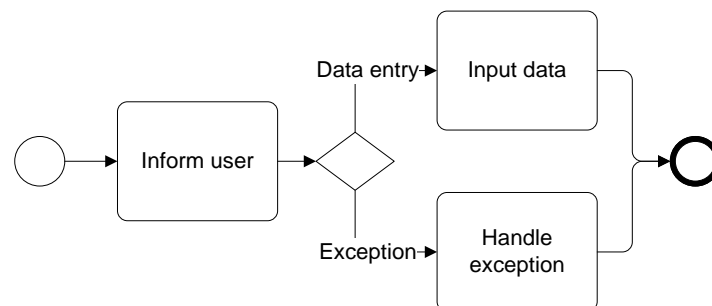 Data entry
Input data
Inform user
Exception
Handle
exception